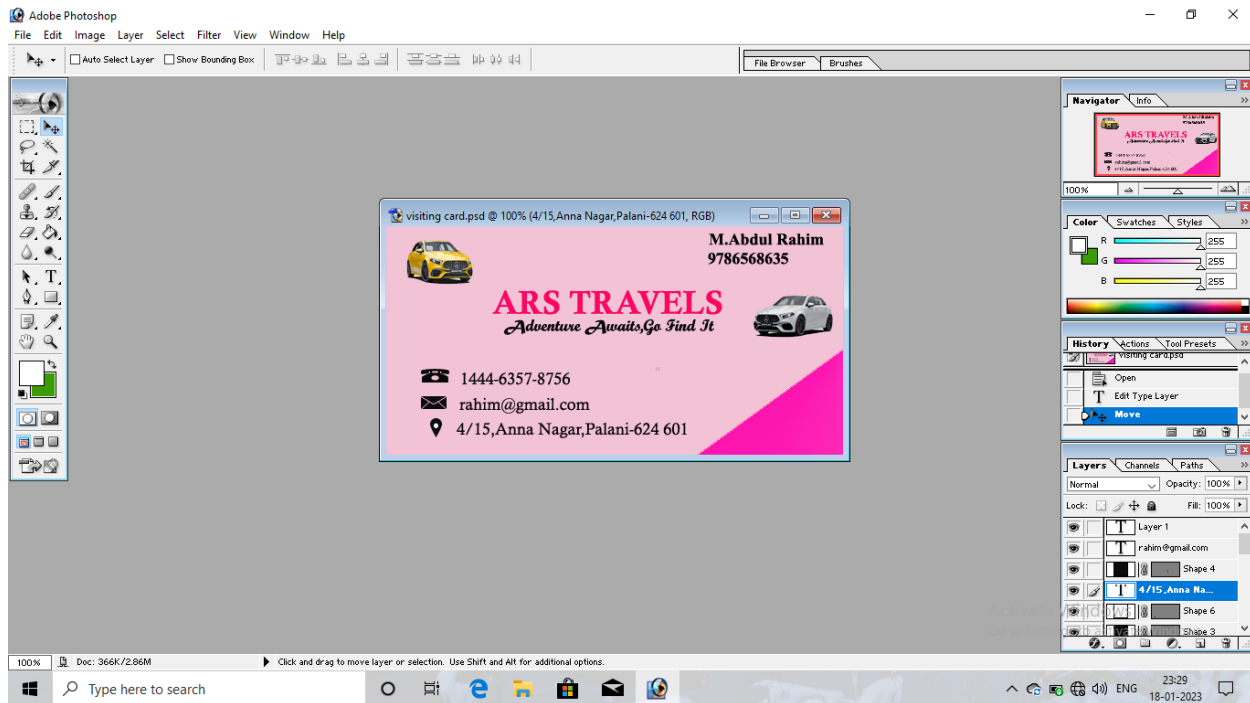 Adobe Photoshop
File Edit Image Layer Select Filter View Window Help
Auto Select Layer Show Bounding Box
File Browser Brushes
Navigator Info
ARS TRAVELS
100%
visiting card.psd @ 100% (4/15,Anna Nagar,Palani-624 601, RGB)
M.Abdul Rahim
9786568635
ARS TRAVELS
Adventure Awaits,Go Find It
1444-6357-8756
rahim@gmail.com
4/15,Anna Nagar,Palani-624 601
Color Swatches Styles
R 255
G 255
B 255
History Actions Tool Presets
visiting card.psd
Open
T Edit Type Layer
Move
Layers Channels Paths
Normal Opacity: 100%
Lock: Fill: 100%
T Layer 1
T rahim@gmail.com
Shape 4
T 4/15,Anna Na...
Shape 6
Shape 3
Activate Windows
100% Doc: 366K/2.86M Click and drag to move layer or selection. Use Shift and Alt for additional options.
Type here to search
ENG
23:29
18-01-2023